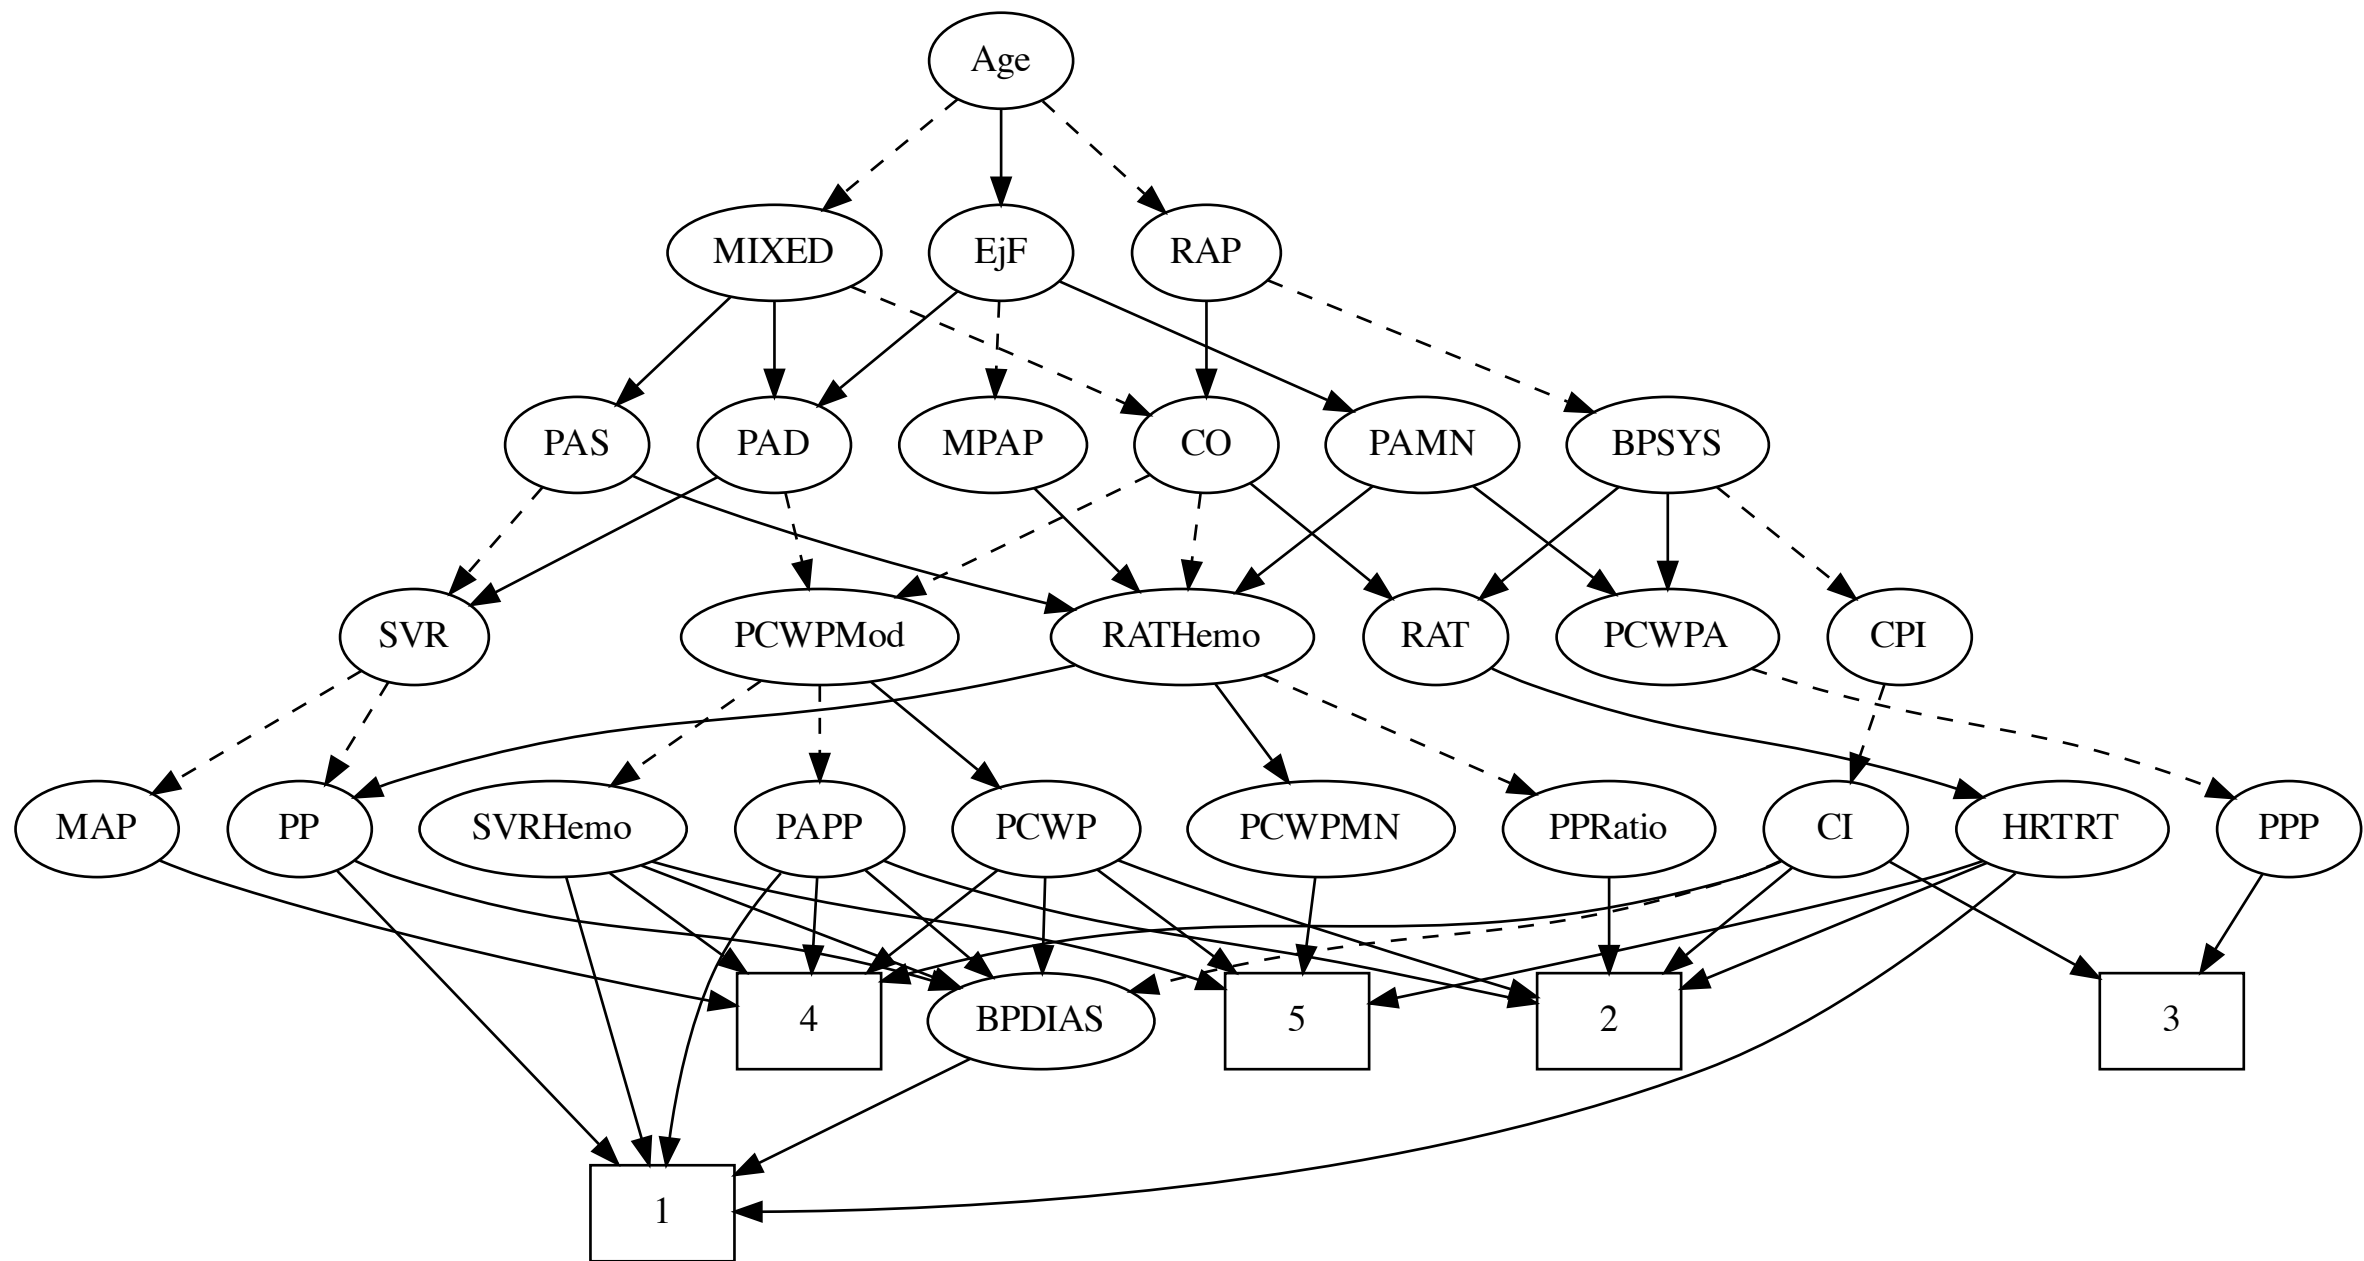 Age
MIXED
EjF
RAP
PAS
PAD
MPAP
CO
PAMN
BPSYS
SVR
PCWPMod
RATHemo
RAT
PCWPA
CPI
MAP
PP
SVRHemo
PAPP
PCWP
PCWPMN
PPRatio
CI
HRTRT
PPP
4
BPDIAS
5
2
3
1